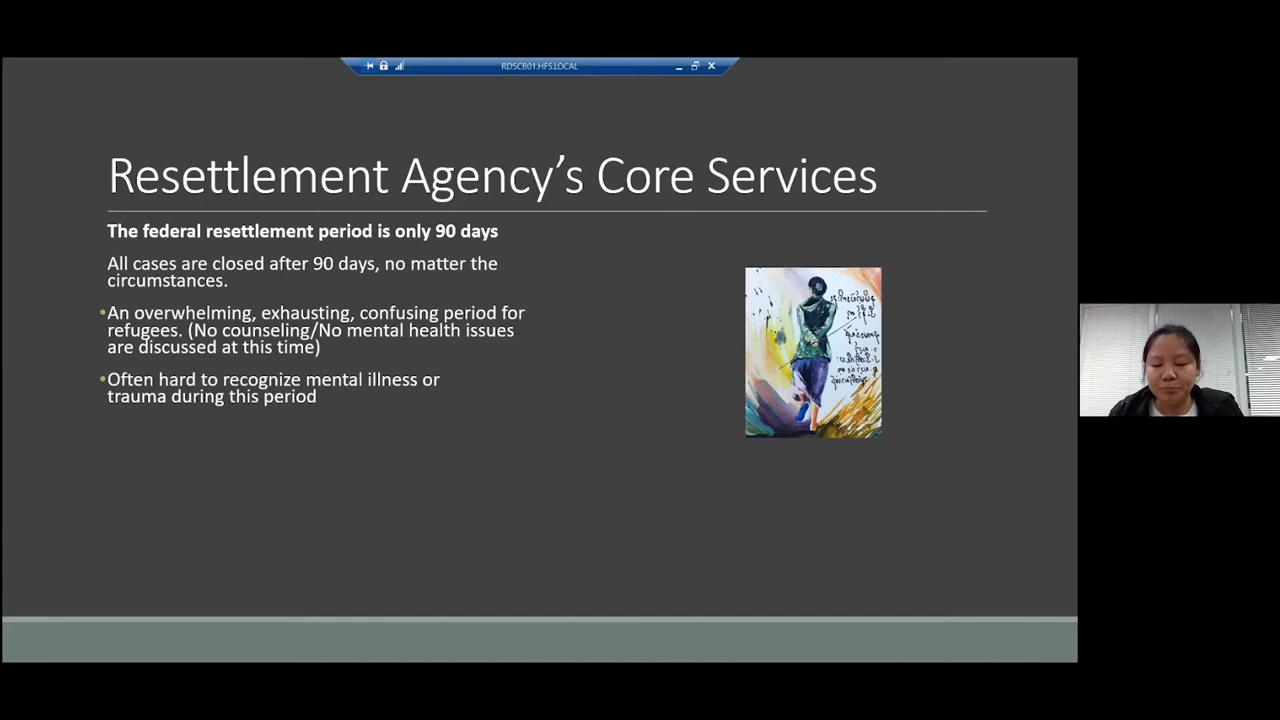 RDSCB01.HFS.LOCAL
Resettlement Agency’s Core Services
The federal resettlement period is only 90 days
All cases are closed after 90 days, no matter the
circumstances.
•An overwhelming, exhausting, confusing period for
refugees. (No counseling/No mental health issues
are discussed at this time)
•Often hard to recognize mental illness or
trauma during this period